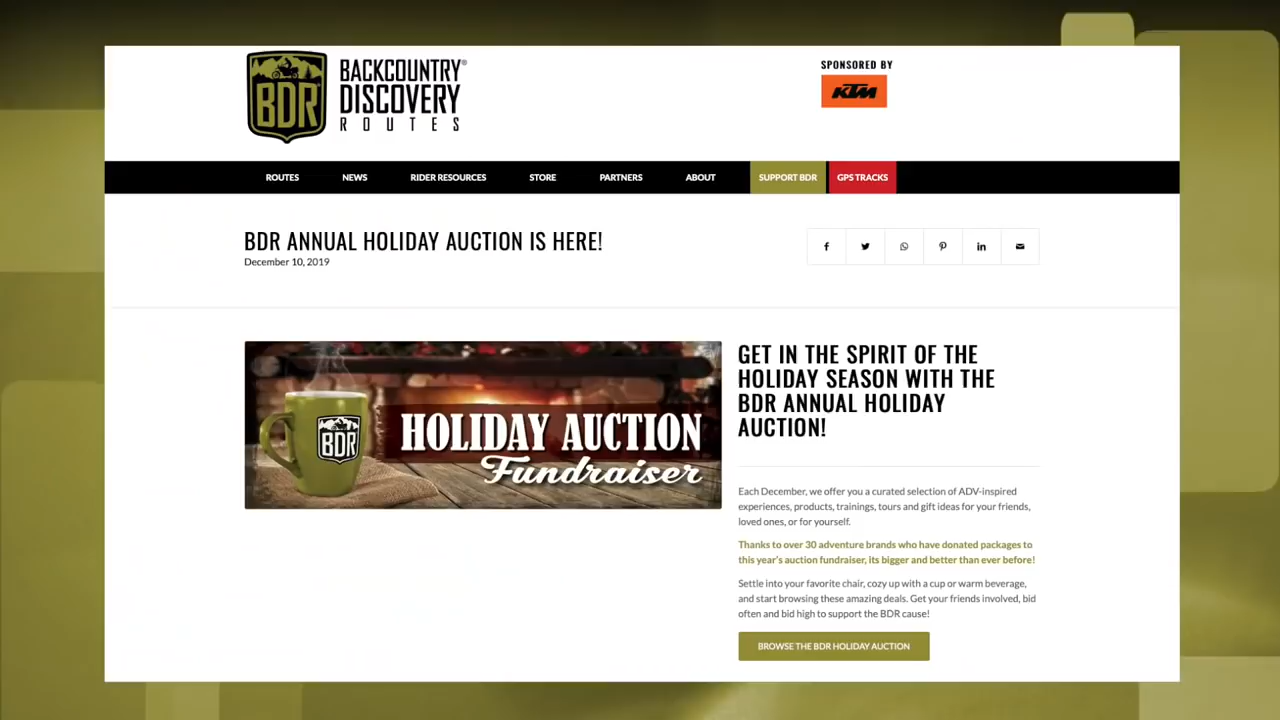 BDR
BACKCOUNTRY®
DISCOVERY
ROUTES
SPONSORED BY
KTM
ROUTES NEWS RIDER RESOURCES STORE PARTNERS ABOUT SUPPORT BDR GPS TRACKS
BDR ANNUAL HOLIDAY AUCTION IS HERE!
December 10, 2019
BDR
HOLIDAY AUCTION
Fundraiser
GET IN THE SPIRIT OF THE
HOLIDAY SEASON WITH THE
BDR ANNUAL HOLIDAY
AUCTION!
Each December, we offer you a curated selection of ADV-inspired
experiences, products, trainings, tours and gift ideas for your friends,
loved ones, or for yourself.
Thanks to over 30 adventure brands who have donated packages to
this year's auction fundraiser, its bigger and better than ever before!
Settle into your favorite chair, cozy up with a cup or warm beverage,
and start browsing these amazing deals. Get your friends involved, bid
often and bid high to support the BDR cause!
BROWSE THE BDR HOLIDAY AUCTION